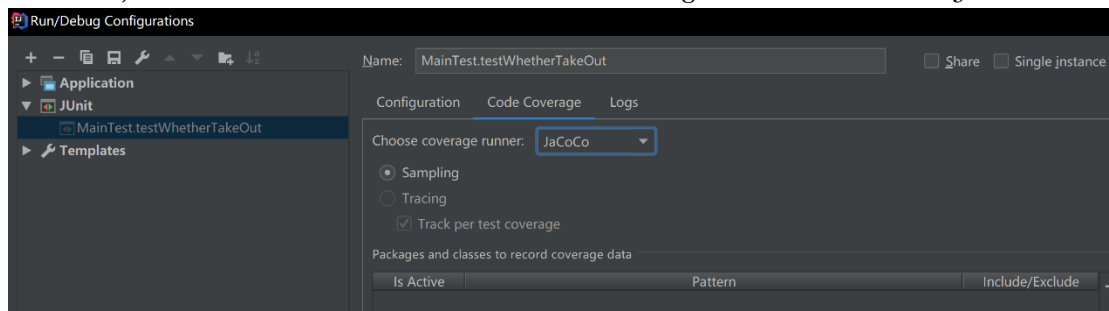 Run/Debug Configurations
Name: MainTest.testWhetherTakeOut Share Single instance
Application
Configuration Code Coverage Logs
JUnit
MainTest.testWhetherTakeOut
Choose coverage runner: JaCoCo
Templates
Sampling
Tracing
Track per test coverage
Packages and classes to record coverage data
Is Active Pattern Include/Exclude